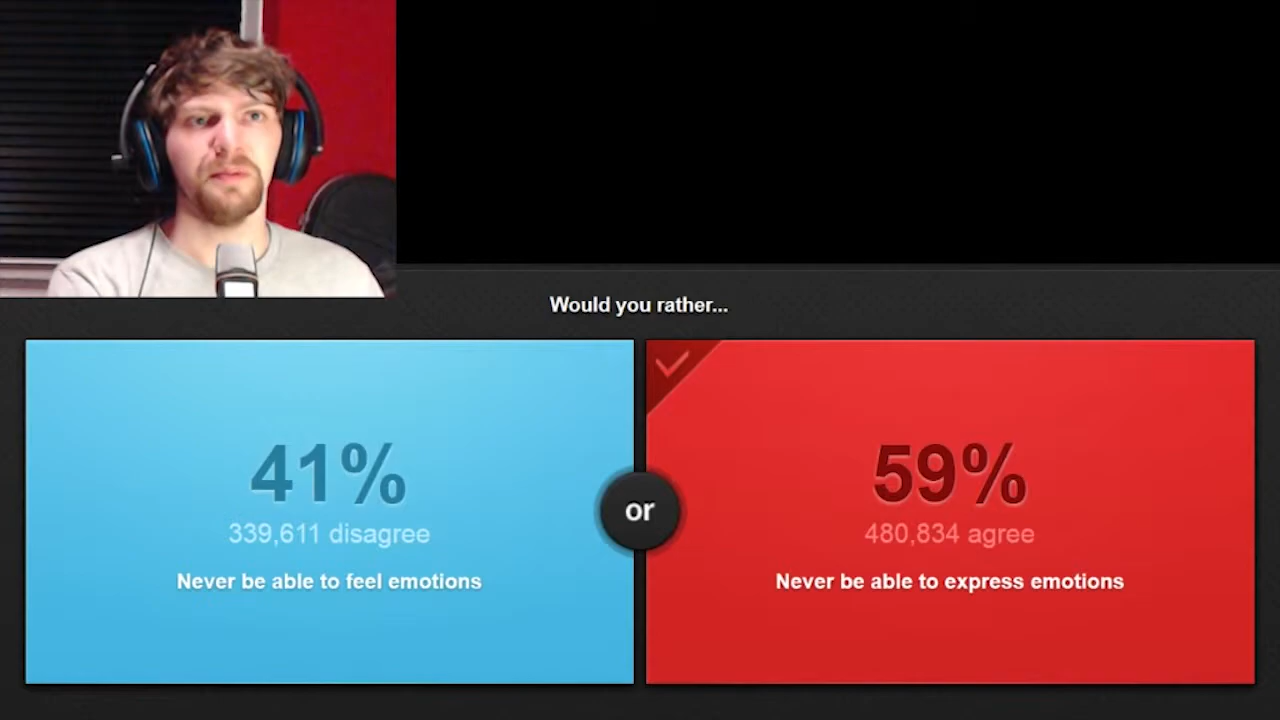 Would you rather...
41%
339,611 disagree
Never be able to feel emotions
or
59%
480,834 agree
Never be able to express emotions